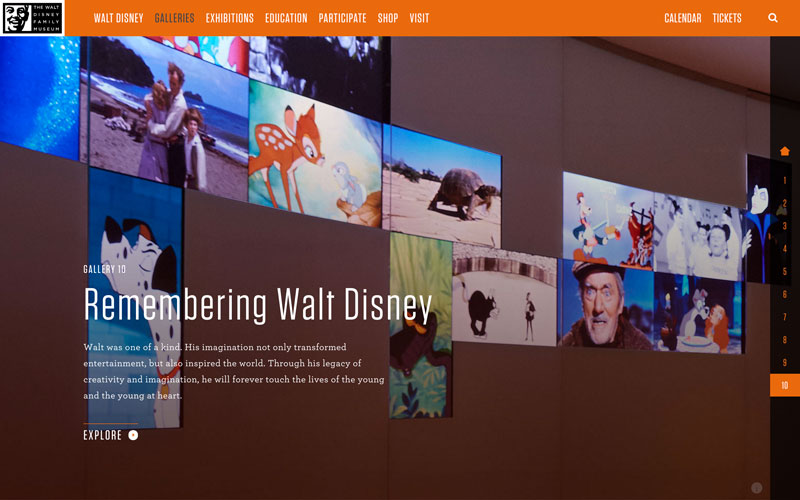 THE WALT
DISNEY
FAMILY
MUSEUM
WALT DISNEY GALLERIES EXHIBITIONS EDUCATION PARTICIPATE SHOP VISIT CALENDAR TICKETS
GALLERY 10
Remembering Walt Disney
Walt was one of a kind. His imagination not only transformed
entertainment, but also inspired the world. Through his legacy of
creativity and imagination, he will forever touch the lives of the young
and the young at heart.
EXPLORE
1
2
3
4
5
6
7
8
9
10